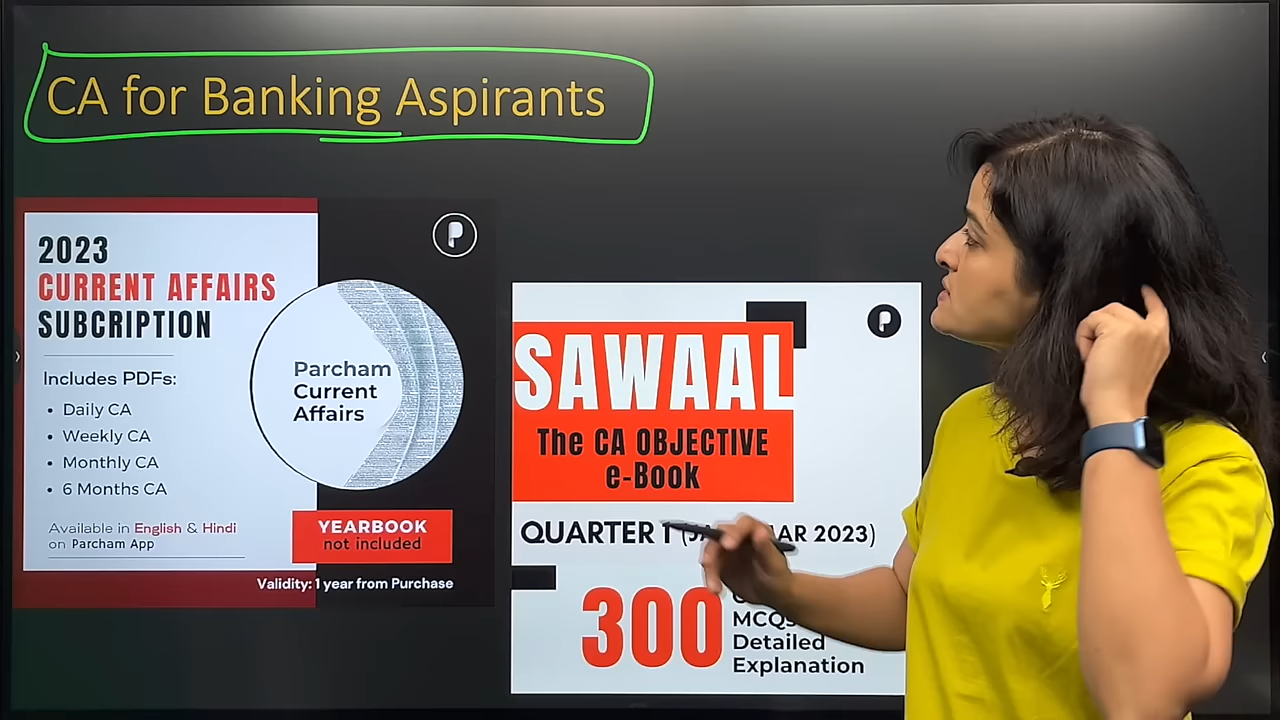 CA for Banking Aspirants
2023
CURRENT AFFAIRS
SUBCRIPTION
Includes PDFs:
• Daily CA
• Weekly CA
• Monthly CA
• 6 Months CA
Available in English & Hindi
on Parcham App
Parcham
Current
Affairs
YEARBOOK
not included
Validity: 1 year from Purchase
SAWAAL
The CA OBJECTIVE
e-Book
QUARTER 1 2023)
300
MCQs
Detailed
Explanation